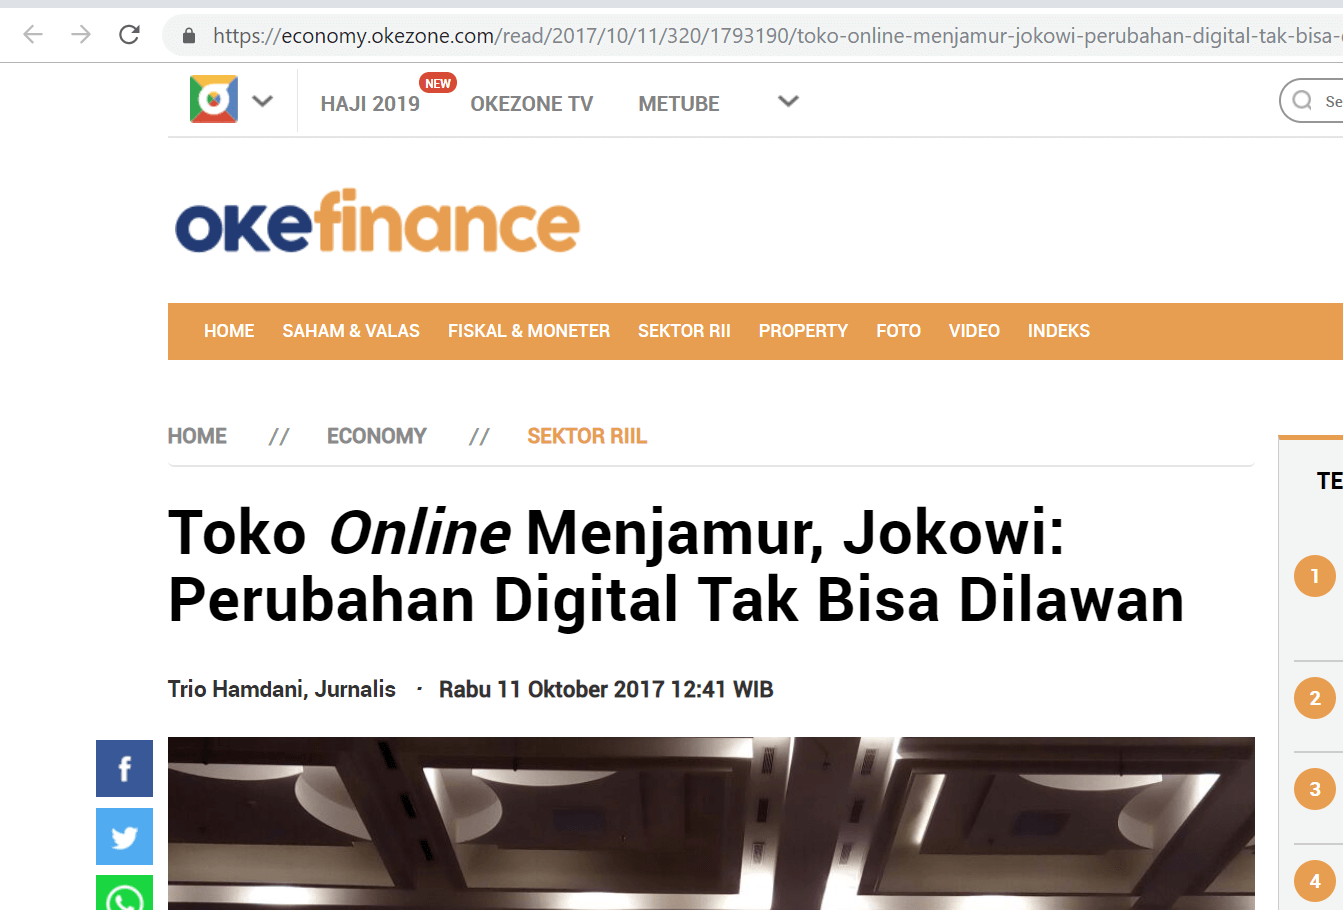 https://economy.okezone.com/read/2017/10/11/320/1793190/toko-online-menjamur-jokowi-perubahan-digital-tak-bisa-
NEW
HAJI 2019 OKEZONE TV METUBE
Se
okefinance
HOME SAHAM & VALAS FISKAL & MONETER SEKTOR RII PROPERTY FOTO VIDEO INDEKS
HOME // ECONOMY // SEKTOR RIIL
TE
Toko Online Menjamur, Jokowi:
Perubahan Digital Tak Bisa Dilawan
Trio Hamdani, Jurnalis · Rabu 11 Oktober 2017 12:41 WIB
1
2
3
4